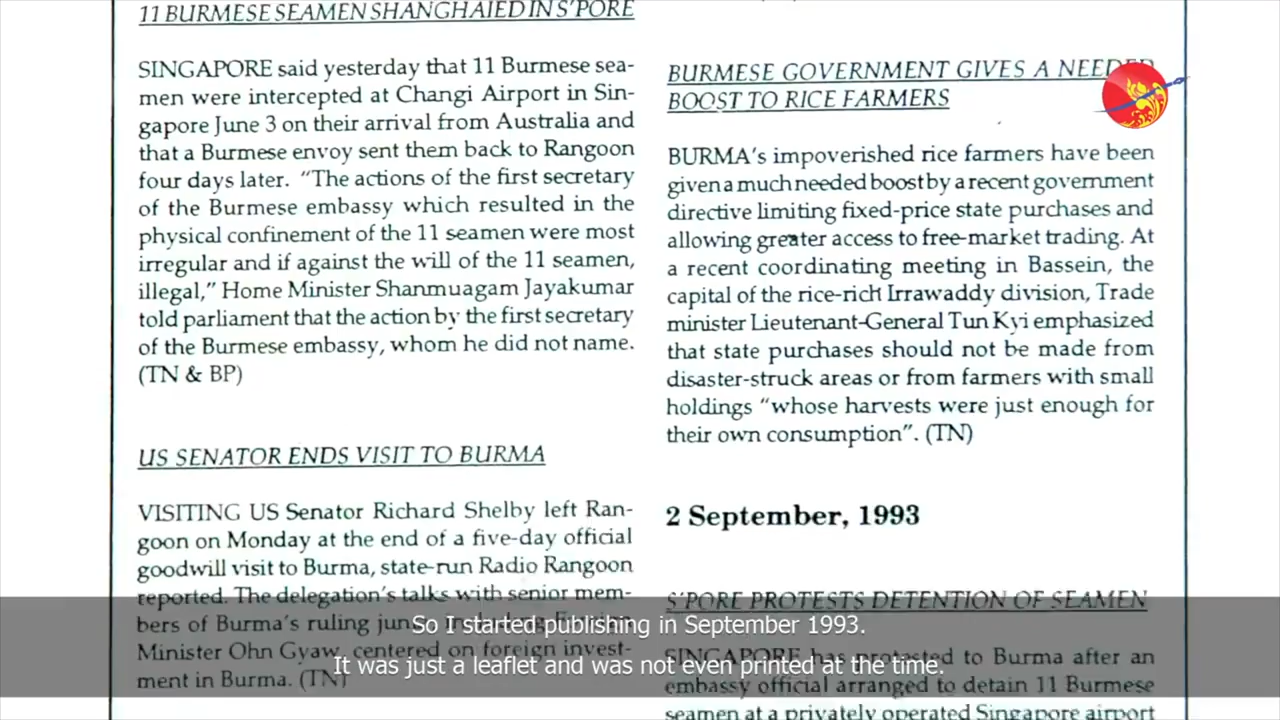 11 BURMESE SEAMEN SHANGHAIED IN S'PORE
SINGAPORE said yesterday that 11 Burmese sea-
men were intercepted at Changi Airport in Sin-
gapore June 3 on their arrival from Australia and
that a Burmese envoy sent them back to Rangoon
four days later. "The actions of the first secretary
of the Burmese embassy which resulted in the
physical confinement of the 11 seamen were most
irregular and if against the will of the 11 seamen,
illegal," Home Minister Shanmuagam Jayakumar
told parliament that the action by the first secretary
of the Burmese embassy, whom he did not name.
(TN & BP)
US SENATOR ENDS VISIT TO BURMA
VISITING US Senator Richard Shelby left Ran-
goon on Monday at the end of a five-day official
goodwill visit to Burma, state-run Radio Rangoon
reported. The delegation's talks with senior mem-
bers of Burma's ruling
Minister Ohn Gyaw, centered on foreign invest-
ment in Burma. (TN)
BURMESE GOVERNMENT GIVES A NEEDED
BOOST TO RICE FARMERS
BURMA's impoverished rice farmers have been
given a much needed boost by a recent government
directive limiting fixed-price state purchases and
allowing greater access to free-market trading. At
a recent coordinating meeting in Bassein, the
capital of the rice-rich Irrawaddy division, Trade
minister Lieutenant-General Tun Kyi emphasized
that state purchases should not be made from
disaster-struck areas or from farmers with small
holdings "whose harvests were just enough for
their own consumption". (TN)
2 September, 1993
S'PORE PROTESTS DETENTION OF SEAMEN
SINGAPORE has protested to Burma after an
embassy official arranged to detain 11 Burmese
seamen at a privately operated Singapore airport
So I started publishing in September 1993.
It was just a leaflet and was not even printed at the time.